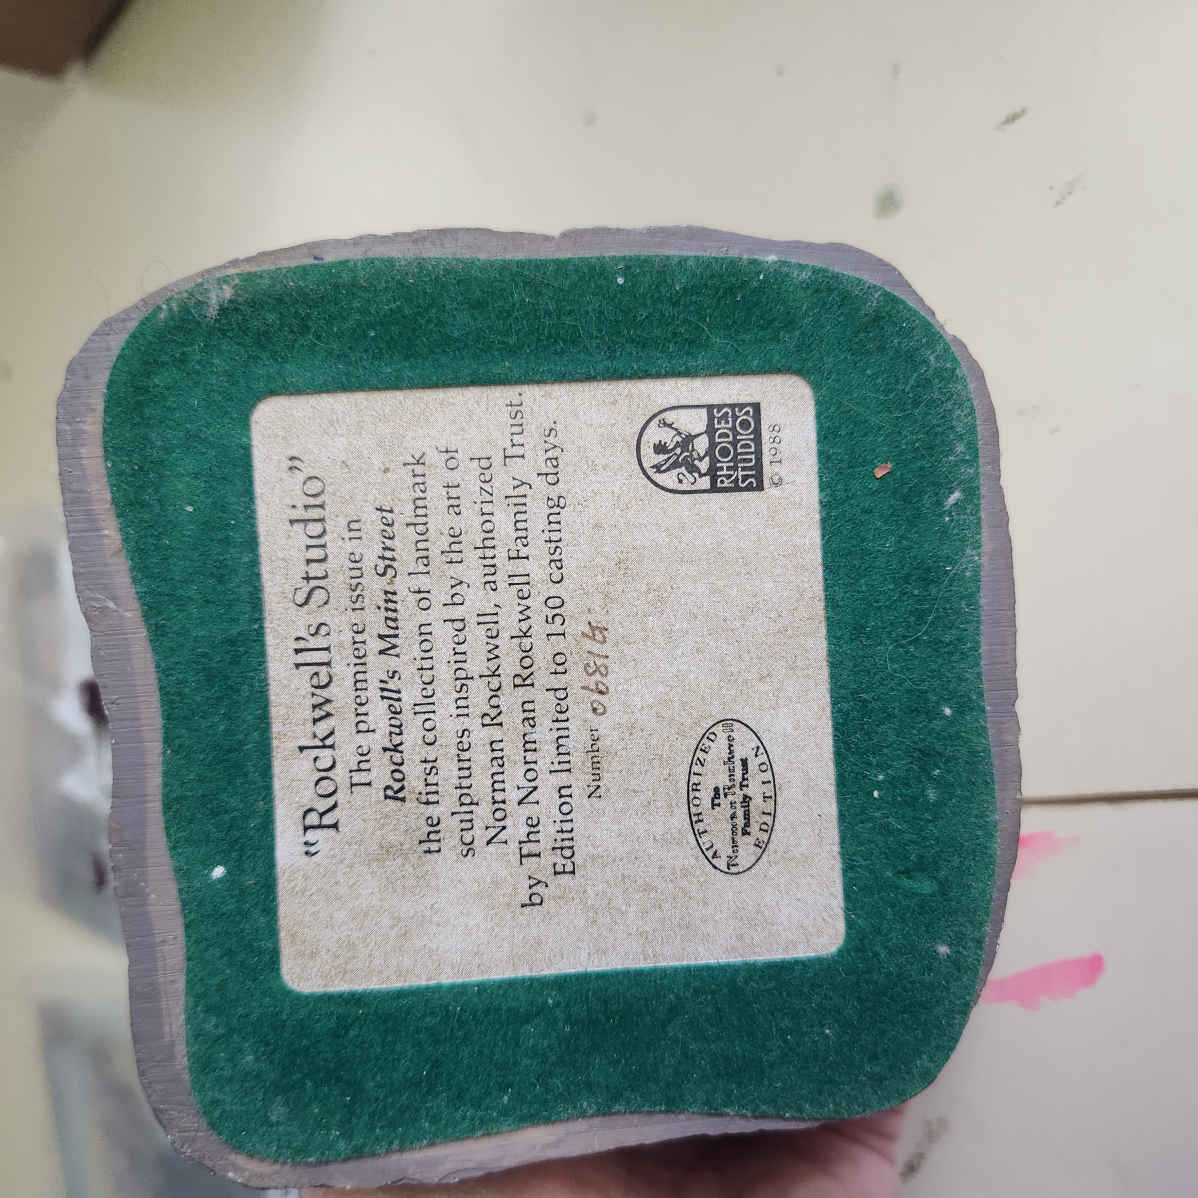 "Rockwell's Studio"
The premiere issue in
Rockwell's Main Street
the first collection of landmark
sculptures inspired by the art of
Norman Rockwell, authorized
by The Norman Rockwell Family Trust.
Edition limited to 150 casting days.
Number 0681G
AUTHORIZED
The
Norman Rockwell
Family Trust
EDITION
RHODES
STUDIOS
© 1988